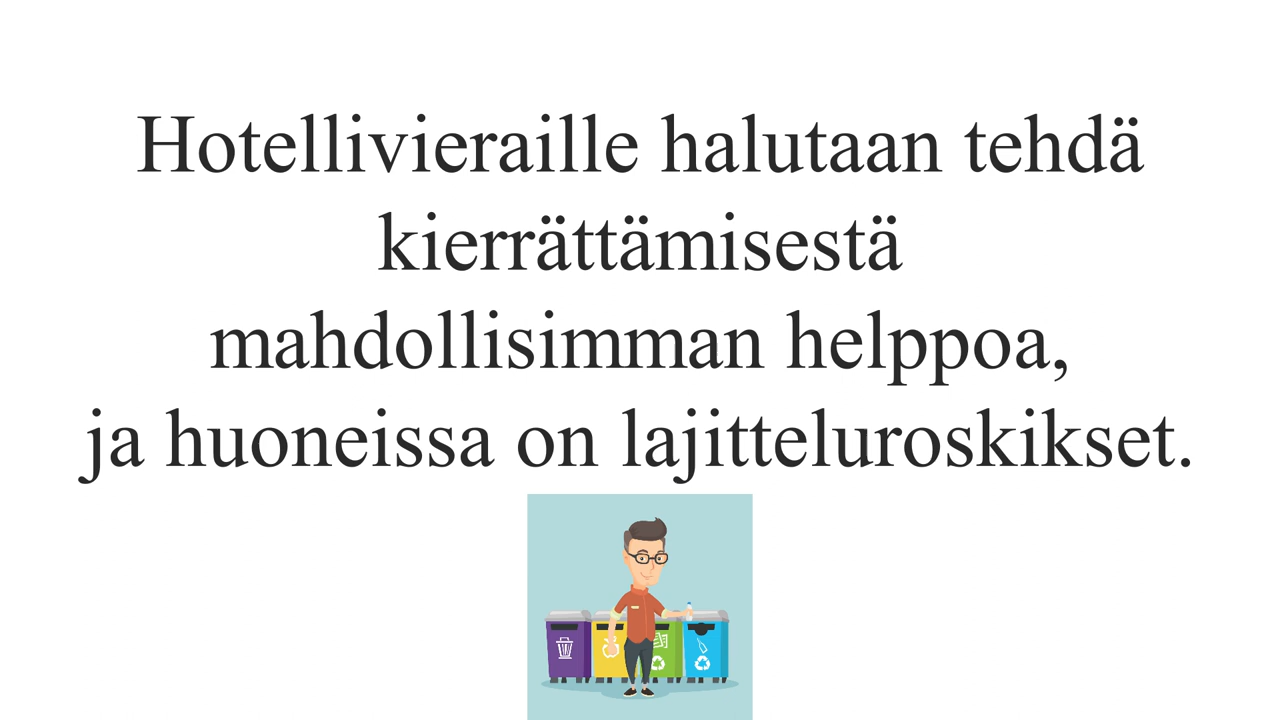 Hotellivieraille halutaan tehdä
kierrättämisestä
mahdollisimman helppoa,
ja huoneissa on lajitteluroskikset.